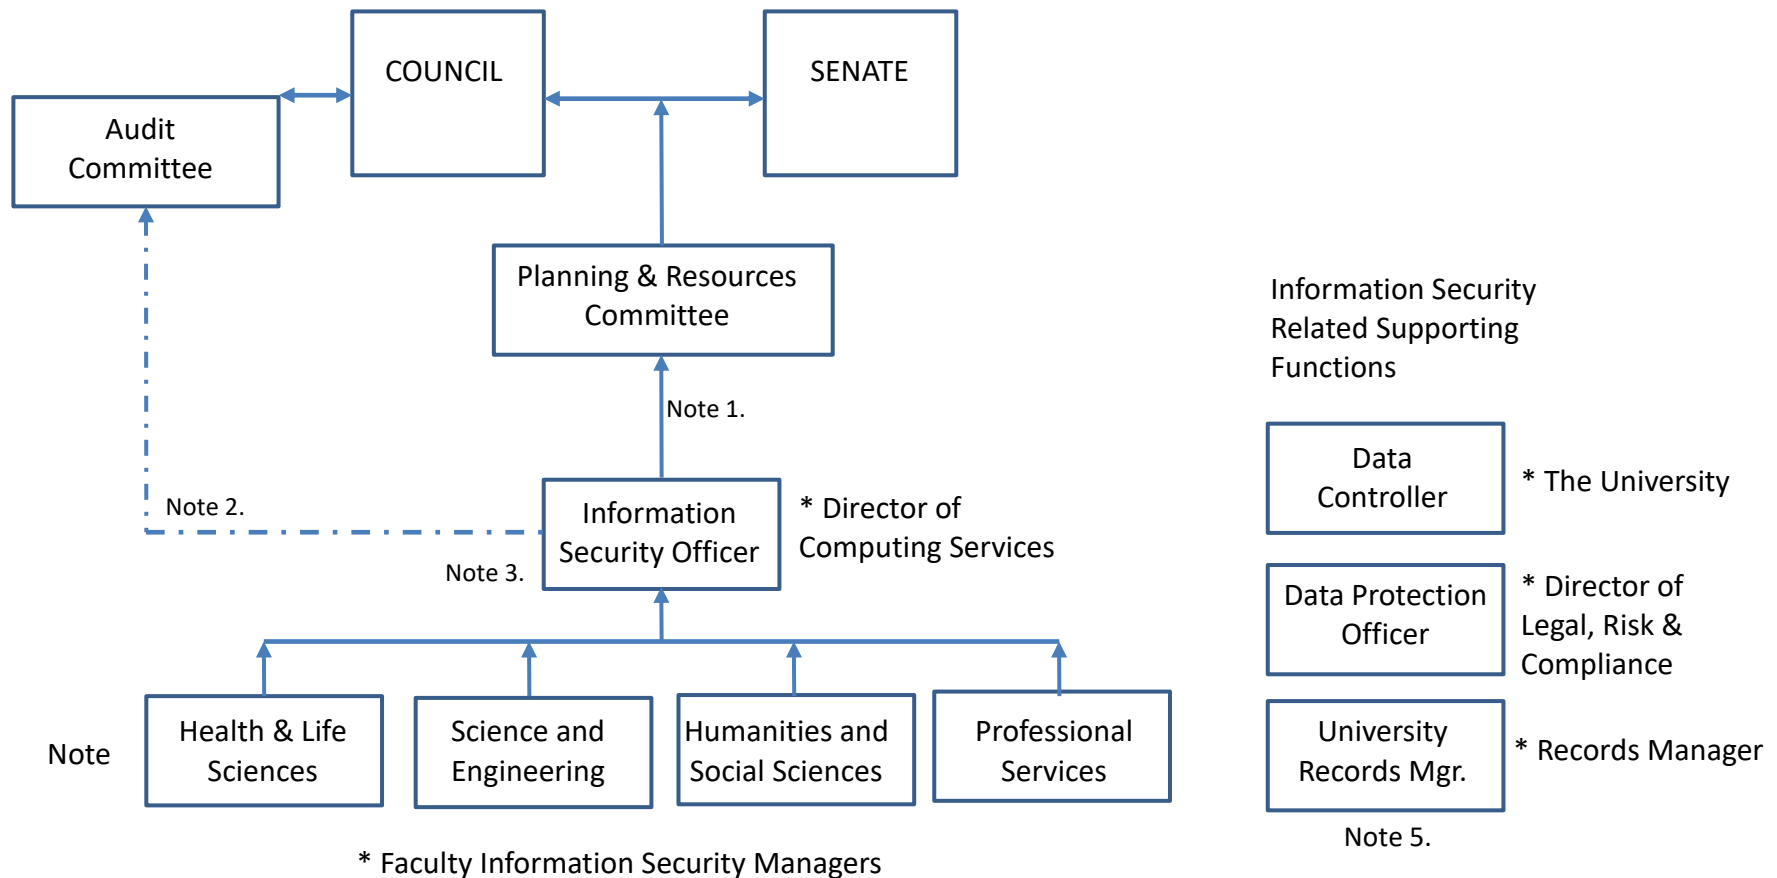 COUNCIL
SENATE
Audit
Committee
Planning & Resources
Committee
Information Security
Related Supporting
Functions
Note 1.
Data
Controller
* The University
Note 2.
Information
Security Officer
* Director of
Computing Services
Note 3.
Data Protection
Officer
* Director of
Legal, Risk &
Compliance
Note
Health & Life
Sciences
Science and
Engineering
Humanities and
Social Sciences
Professional
Services
University
Records Mgr.
* Records Manager
Note 5.
* Faculty Information Security Managers